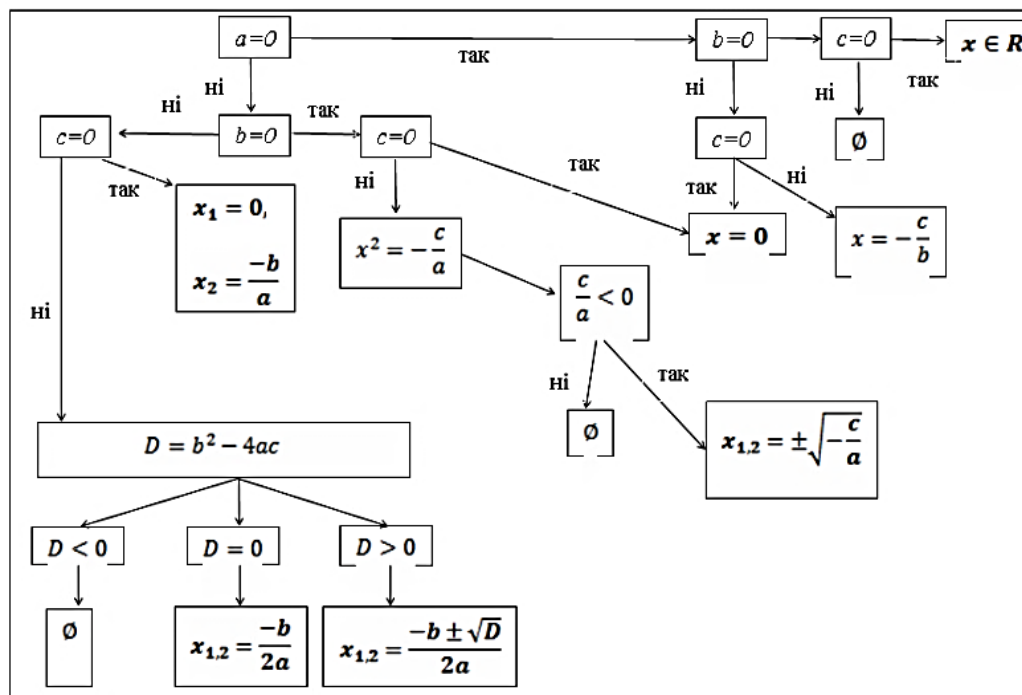 a=0
так
b=0
c=0
так
x ∈ R
ні
ні
ні
ні
c=0
b=0
так
c=0
c=0
∅
так
ні
так
так
ні
x₁ = 0,
x₂ = -b/a
x² = -c/a
x = 0
x = -c/b
c/a < 0
ні
ні
так
∅
D = b² − 4ac
x₁,₂ = ±√(-c/a)
D < 0
D = 0
D > 0
∅
x₁,₂ = -b/2a
x₁,₂ = (-b ± √D)/2a